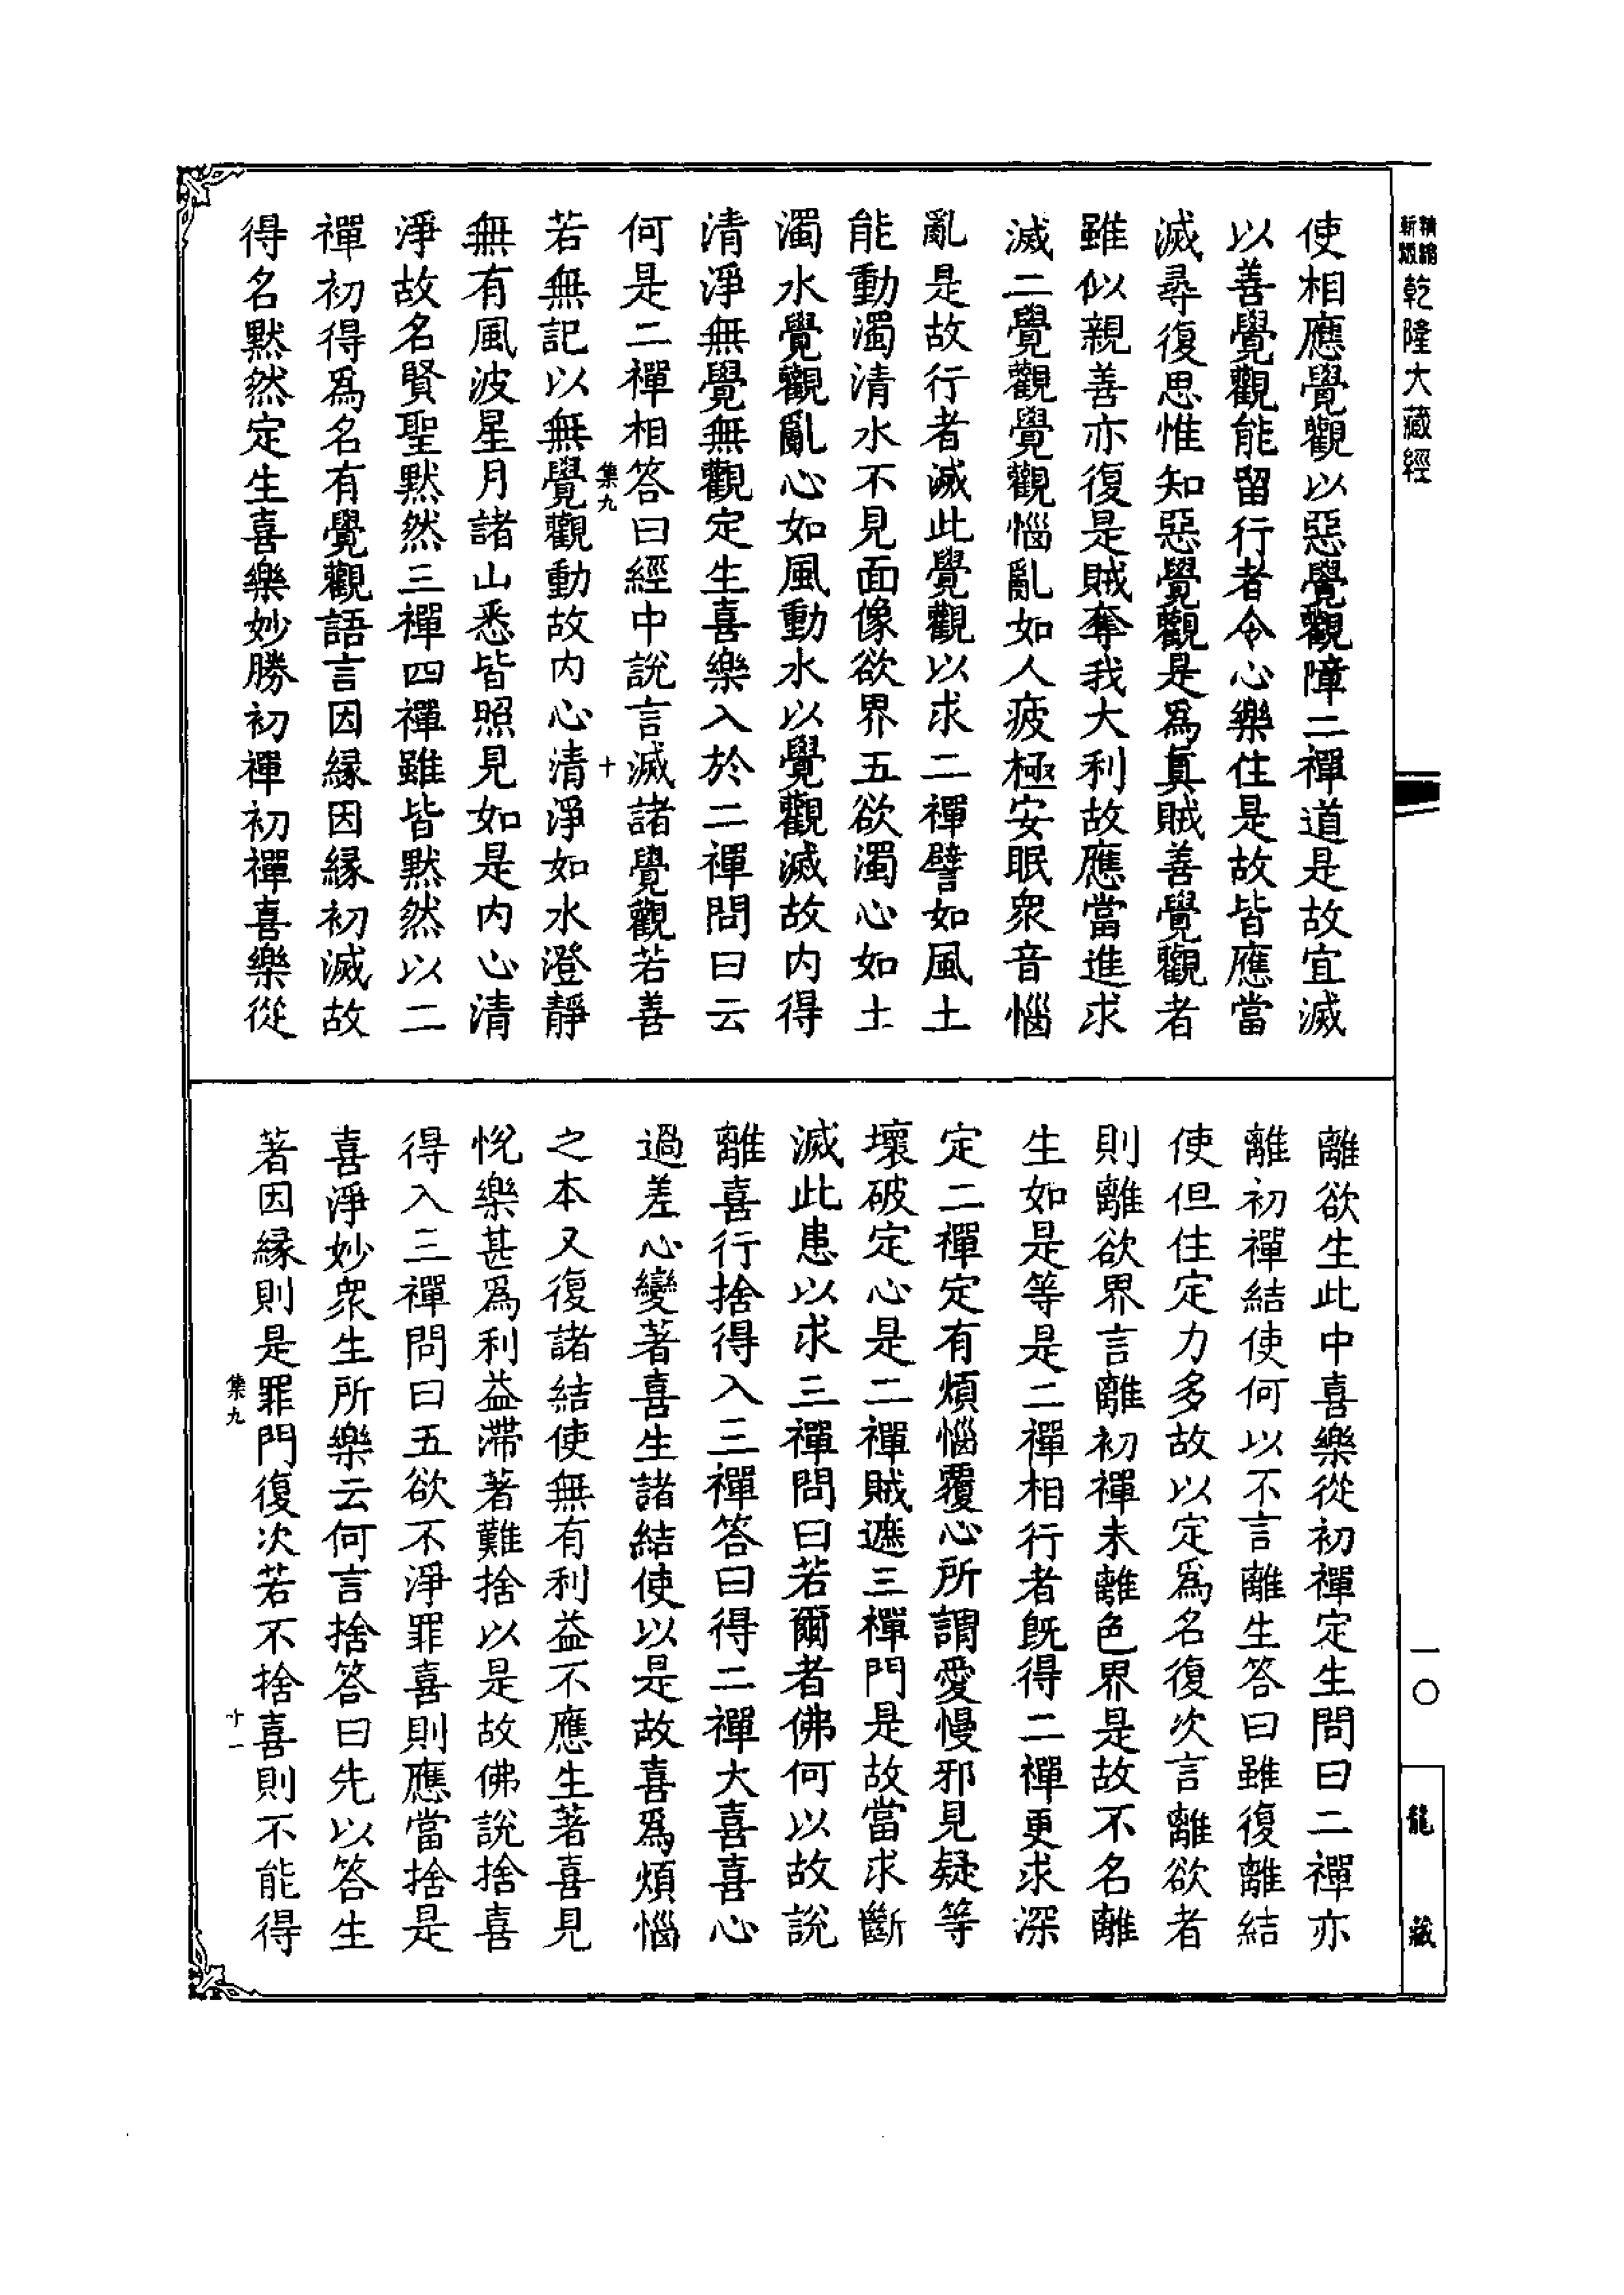 精縮
新版
乾隆大藏經
使相應覺觀以惡覺觀障二禪道是故宜滅
以善覺觀能留行者令心樂住是故皆應當
滅尋復思惟知惡覺觀是為真賊善覺觀者
雖似親善亦復是賊奪我大利故應當進求
滅二覺觀覺觀惱亂如人疲極安眠衆音惱
亂是故行者滅此覺觀以求二禪譬如風土
能動濁清水不見面像欲界五欲濁心如土
濁水覺觀亂心如風動水以覺觀滅故內得
清淨無覺無觀定生喜樂入於二禪問曰云
何是二禪相答曰經中說言滅諸覺觀若善
集九
十
若無記以無覺觀動故內心清淨如水澄靜
無有風波星月諸山悉皆照見如是內心清
淨故名賢聖默然三禪四禪雖皆默然以二
禪初得爲名有覺觀語言因緣因緣初滅故
得名默然定生喜樂妙勝初禪初禪喜樂從
離欲生此中喜樂從初禪定生問曰二禪亦
離初禪結使何以不言離生答曰雖復離結
使但住定力多故以定爲名復次言離欲者
則離欲界言離初禪未離色界是故不名離
生如是等是二禪相行者旣得二禪更求深
定二禪定有煩惱覆心所謂愛慢邪見疑等
壞破定心是二禪賊遮三禪門是故當求斷
滅此患以求三禪問曰若爾者佛何以故說
離喜行捨得入三禪答曰得二禪大喜喜心
過差心變著喜生諸結使以是故喜爲煩惱
之本又復諸結使無有利益不應生著喜見
悅樂甚爲利益滯著難捨以是故佛說捨喜
得入三禪問曰五欲不淨罪喜則應當捨是
喜淨妙衆生所樂云何言捨答曰先以答生
著因緣則是罪門復次若不捨喜則不能得
集九
十一
一〇
龍藏